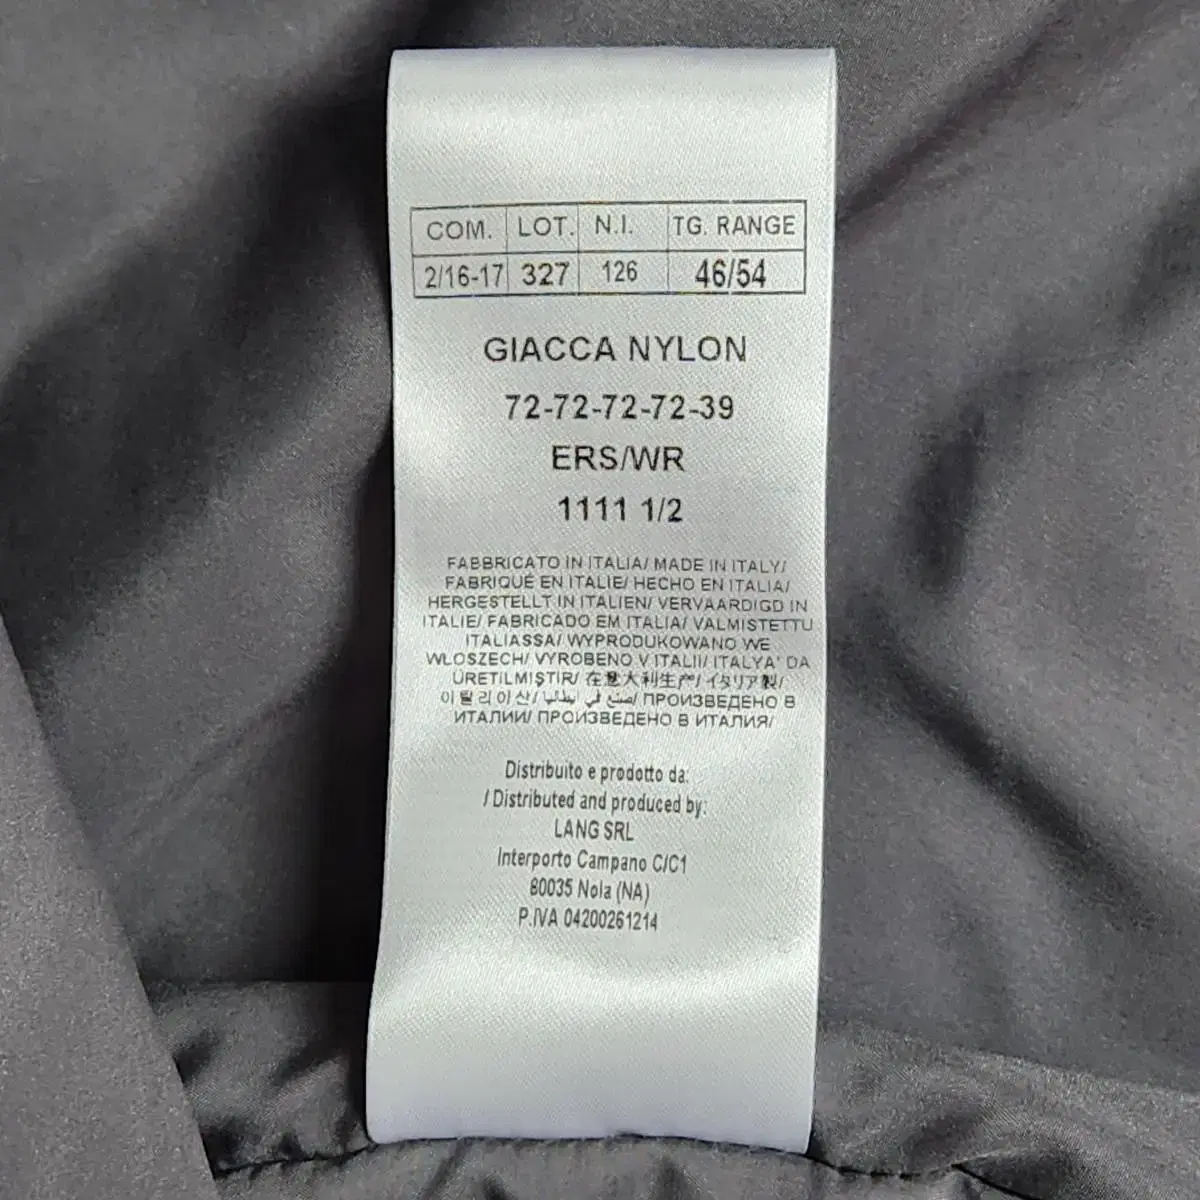 COM. LOT. N.I. TG. RANGE
2/16-17 327 126 46/54
GIACCA NYLON
72-72-72-72-39
ERS/WR
1111 1/2
FABBRICATO IN ITALIA/ MADE IN ITALY/
FABRIQUÉ EN ITALIE/ HECHO EN ITALIA/
HERGESTELLT IN ITALIEN/ VERVAARDIGD IN
ITALIE/ FABRICADO EM ITALIA/ VALMISTETTU
ITALIASSA/ WYPRODUKOWANO WE
WLOSZECH/ VYROBENO V ITALII/ ITALYA' DA
ÜRETILMIŞTIR/ 在意大利生产/ イタリア製/
이탈리아산/ صنع في إيطاليا/ ПРОИЗВЕДЕНО В
ИТАЛИИ/ ПРОИЗВЕДЕНО В ИТАЛИЯ/
Distribuito e prodotto da:
/ Distributed and produced by:
LANG SRL
Interporto Campano C/C1
80035 Nola (NA)
P.IVA 04200261214